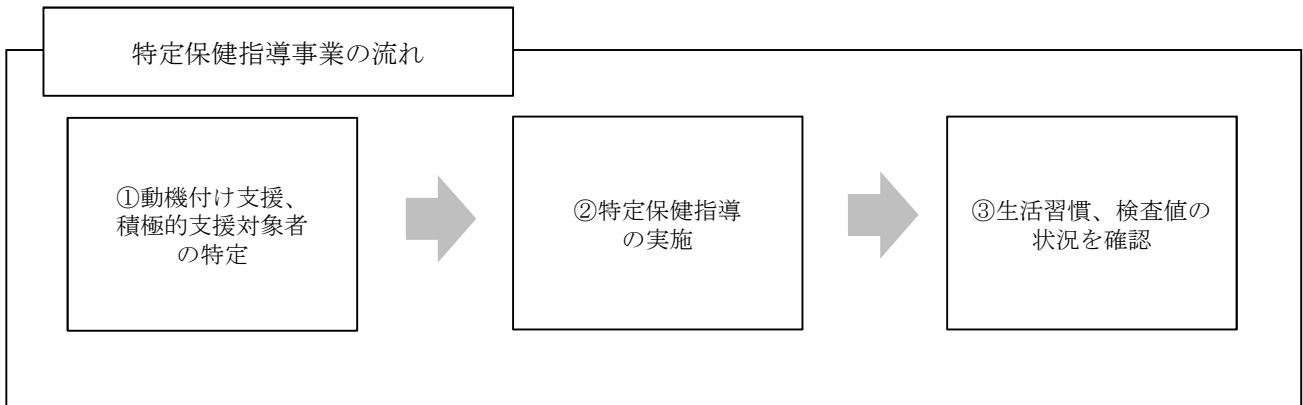 特定保健指導事業の流れ
①動機付け支援、
積極的支援対象者
の特定
②特定保健指導
の実施
③生活習慣、検査値の
状況を確認